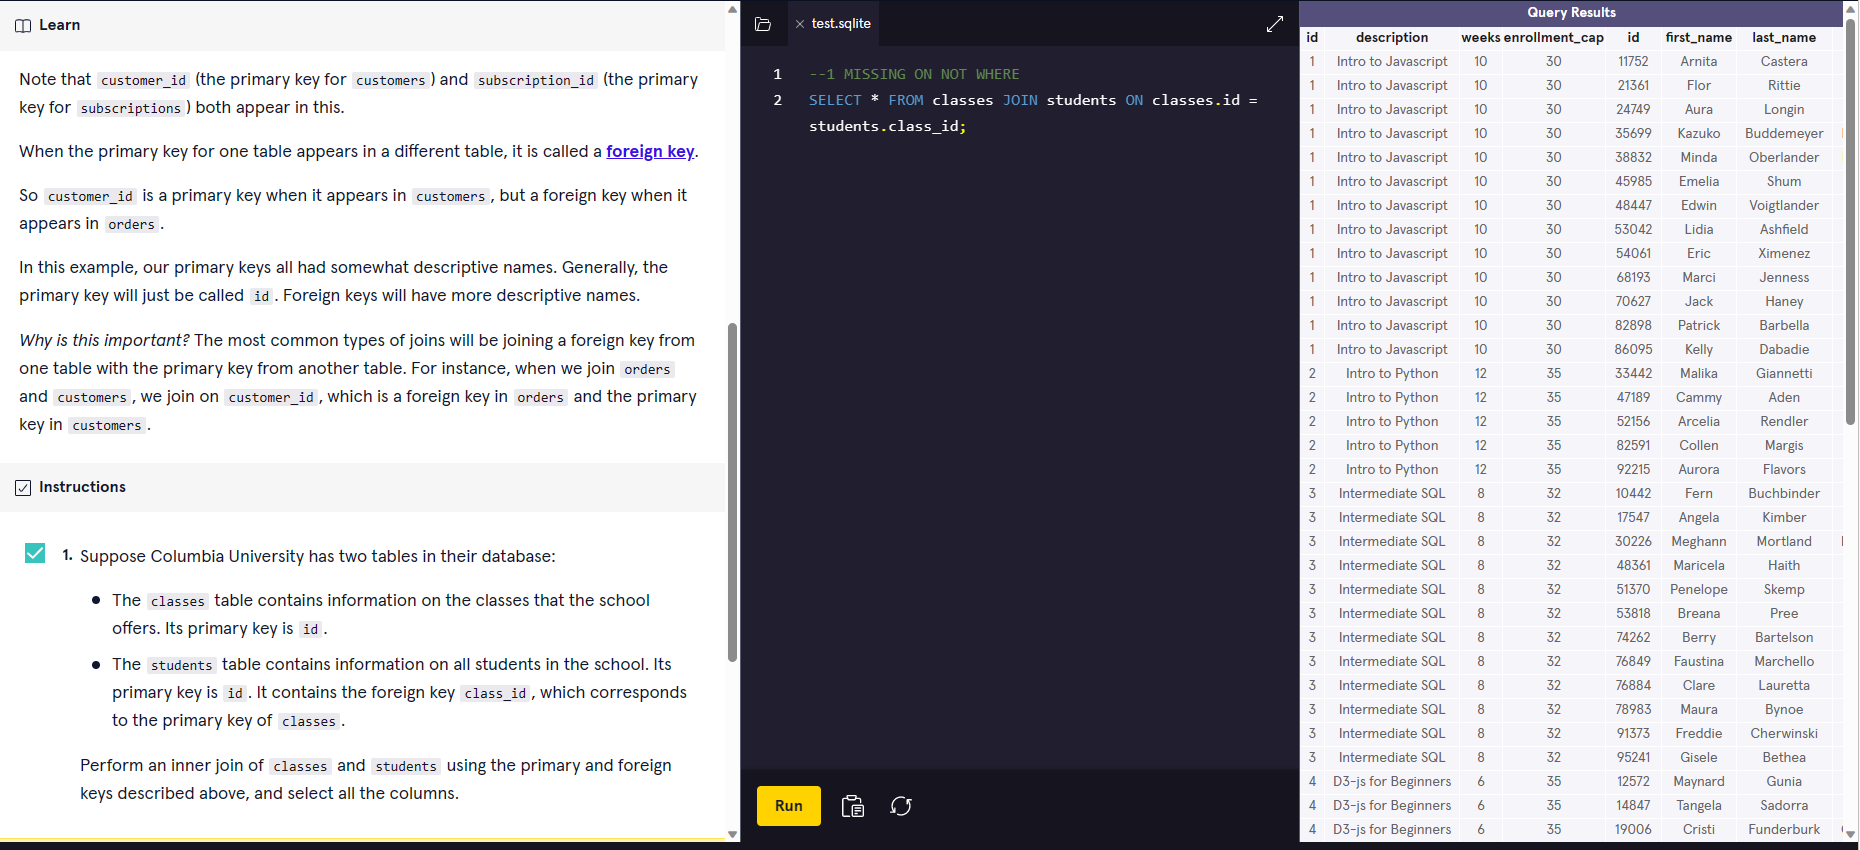 Learn
Note that customer_id (the primary key for customers) and subscription_id (the primary
key for subscriptions) both appear in this.
When the primary key for one table appears in a different table, it is called a foreign key.
So customer_id is a primary key when it appears in customers, but a foreign key when it
appears in orders.
In this example, our primary keys all had somewhat descriptive names. Generally, the
primary key will just be called id. Foreign keys will have more descriptive names.
Why is this important? The most common types of joins will be joining a foreign key from
one table with the primary key from another table. For instance, when we join orders
and customers, we join on customer_id, which is a foreign key in orders and the primary
key in customers.
Instructions
1. Suppose Columbia University has two tables in their database:
• The classes table contains information on the classes that the school
offers. Its primary key is id.
• The students table contains information on all students in the school. Its
primary key is id. It contains the foreign key class_id, which corresponds
to the primary key of classes.
Perform an inner join of classes and students using the primary and foreign
keys described above, and select all the columns.
test.sqlite
1 --1 MISSING ON NOT WHERE
2 SELECT * FROM classes JOIN students ON classes.id =
students.class_id;
Run
Query Results
id description weeks enrollment_cap id first_name last_name
1 Intro to Javascript 10 30 11752 Arnita Castera
1 Intro to Javascript 10 30 21361 Flor Rittie
1 Intro to Javascript 10 30 24749 Aura Longin
1 Intro to Javascript 10 30 35699 Kazuko Buddemeyer
1 Intro to Javascript 10 30 38832 Minda Oberlander
1 Intro to Javascript 10 30 45985 Emelia Shum
1 Intro to Javascript 10 30 48447 Edwin Voigtlander
1 Intro to Javascript 10 30 53042 Lidia Ashfield
1 Intro to Javascript 10 30 54061 Eric Ximenez
1 Intro to Javascript 10 30 68193 Marci Jenness
1 Intro to Javascript 10 30 70627 Jack Haney
1 Intro to Javascript 10 30 82898 Patrick Barbella
1 Intro to Javascript 10 30 86095 Kelly Dabadie
2 Intro to Python 12 35 33442 Malika Giannetti
2 Intro to Python 12 35 47189 Cammy Aden
2 Intro to Python 12 35 52156 Arcelia Rendler
2 Intro to Python 12 35 82591 Collen Margis
2 Intro to Python 12 35 92215 Aurora Flavors
3 Intermediate SQL 8 32 10442 Fern Buchbinder
3 Intermediate SQL 8 32 17547 Angela Kimber
3 Intermediate SQL 8 32 30226 Meghann Mortland
3 Intermediate SQL 8 32 48361 Maricela Haith
3 Intermediate SQL 8 32 51370 Penelope Skemp
3 Intermediate SQL 8 32 53818 Breana Pree
3 Intermediate SQL 8 32 74262 Berry Bartelson
3 Intermediate SQL 8 32 76849 Faustina Marchello
3 Intermediate SQL 8 32 76884 Clare Lauretta
3 Intermediate SQL 8 32 78983 Maura Bynoe
3 Intermediate SQL 8 32 91373 Freddie Cherwinski
3 Intermediate SQL 8 32 95241 Gisele Bethea
4 D3-js for Beginners 6 35 12572 Maynard Gunia
4 D3-js for Beginners 6 35 14847 Tangela Sadorra
4 D3-js for Beginners 6 35 19006 Cristi Funderburk